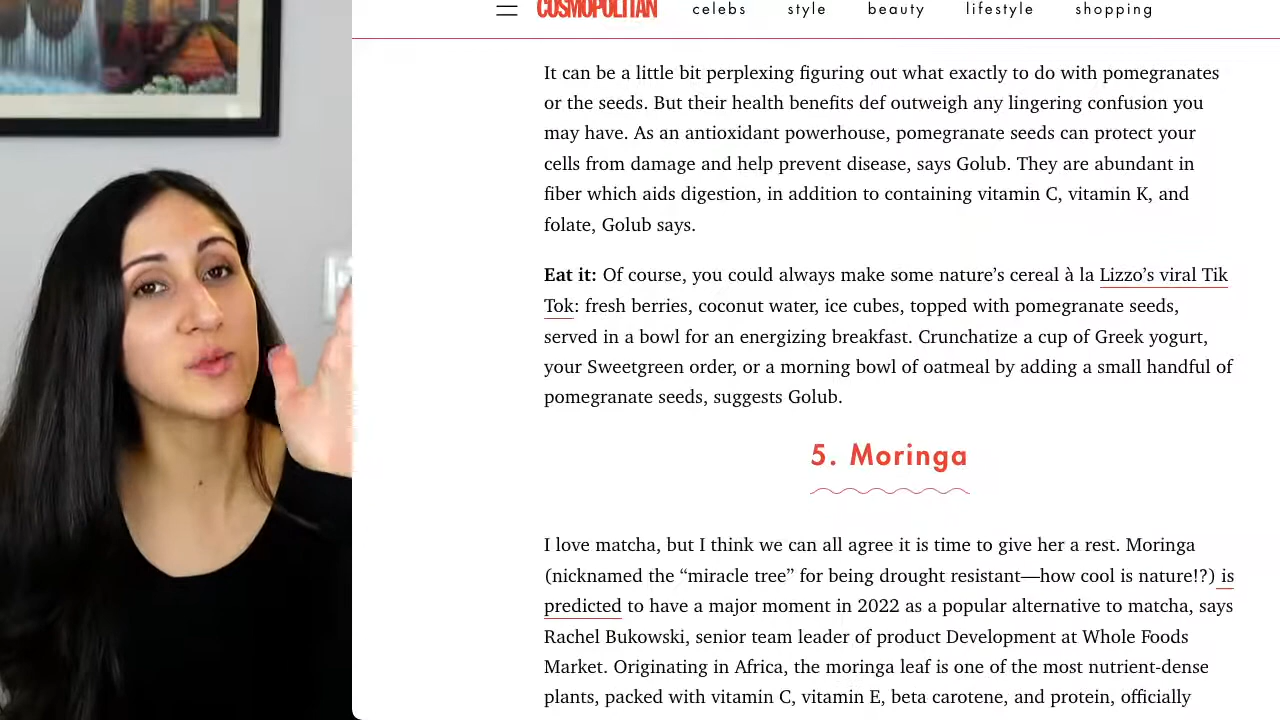 COSMOPOLITAN celebs style beauty lifestyle shopping
It can be a little bit perplexing figuring out what exactly to do with pomegranates
or the seeds. But their health benefits def outweigh any lingering confusion you
may have. As an antioxidant powerhouse, pomegranate seeds can protect your
cells from damage and help prevent disease, says Golub. They are abundant in
fiber which aids digestion, in addition to containing vitamin C, vitamin K, and
folate, Golub says.
Eat it: Of course, you could always make some nature’s cereal à la Lizzo’s viral Tik
Tok: fresh berries, coconut water, ice cubes, topped with pomegranate seeds,
served in a bowl for an energizing breakfast. Crunchatize a cup of Greek yogurt,
your Sweetgreen order, or a morning bowl of oatmeal by adding a small handful of
pomegranate seeds, suggests Golub.
5. Moringa
I love matcha, but I think we can all agree it is time to give her a rest. Moringa
(nicknamed the “miracle tree” for being drought resistant—how cool is nature!?) is
predicted to have a major moment in 2022 as a popular alternative to matcha, says
Rachel Bukowski, senior team leader of product Development at Whole Foods
Market. Originating in Africa, the moringa leaf is one of the most nutrient-dense
plants, packed with vitamin C, vitamin E, beta carotene, and protein, officially